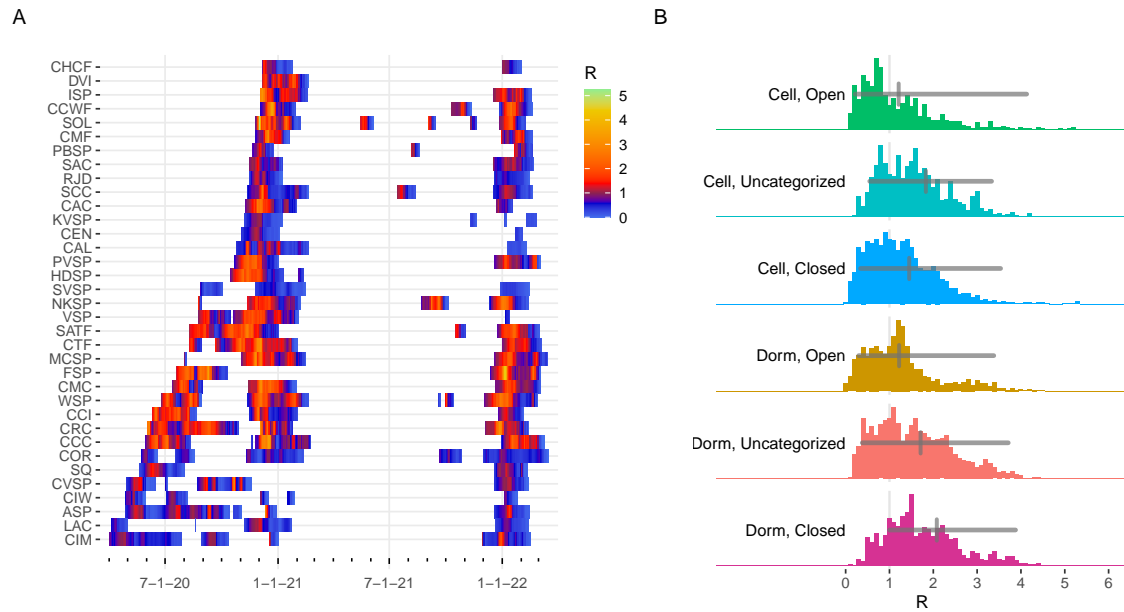 A
CHCF
DVI
ISP
CCWF
SOL
CMF
PBSP
SAC
RJD
SCC
CAC
KVSP
CEN
CAL
PVSP
HDSP
SVSP
NKSP
VSP
SATF
CTF
MCSP
FSP
CMC
WSP
CCI
CRC
CCC
COR
SQ
CVSP
CIW
ASP
LAC
CIM
7-1-20 1-1-21 7-1-21 1-1-22
R
5
4
3
2
1
0
B
Cell, Open
Cell, Uncategorized
Cell, Closed
Dorm, Open
Dorm, Uncategorized
Dorm, Closed
0 1 2 3 4 5 6
R